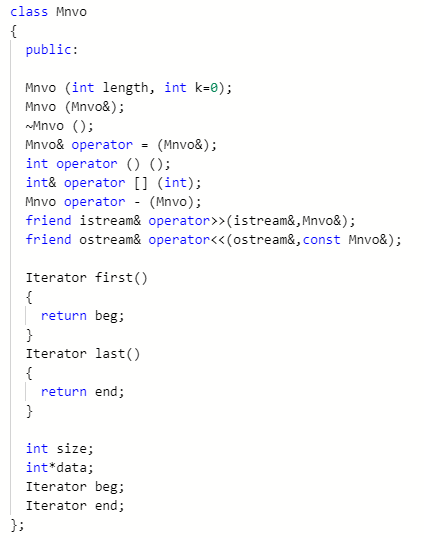 class Mnvo
{
public:
Mnvo (int length, int k=0);
Mnvo (Mnvo&);
~Mnvo ();
Mnvo& operator = (Mnvo&);
int operator () ();
int& operator [] (int);
Mnvo operator - (Mnvo);
friend istream& operator>>(istream&,Mnvo&);
friend ostream& operator<<(ostream&,const Mnvo&);
Iterator first()
{
return beg;
}
Iterator last()
{
return end;
}
int size;
int*data;
Iterator beg;
Iterator end;
};